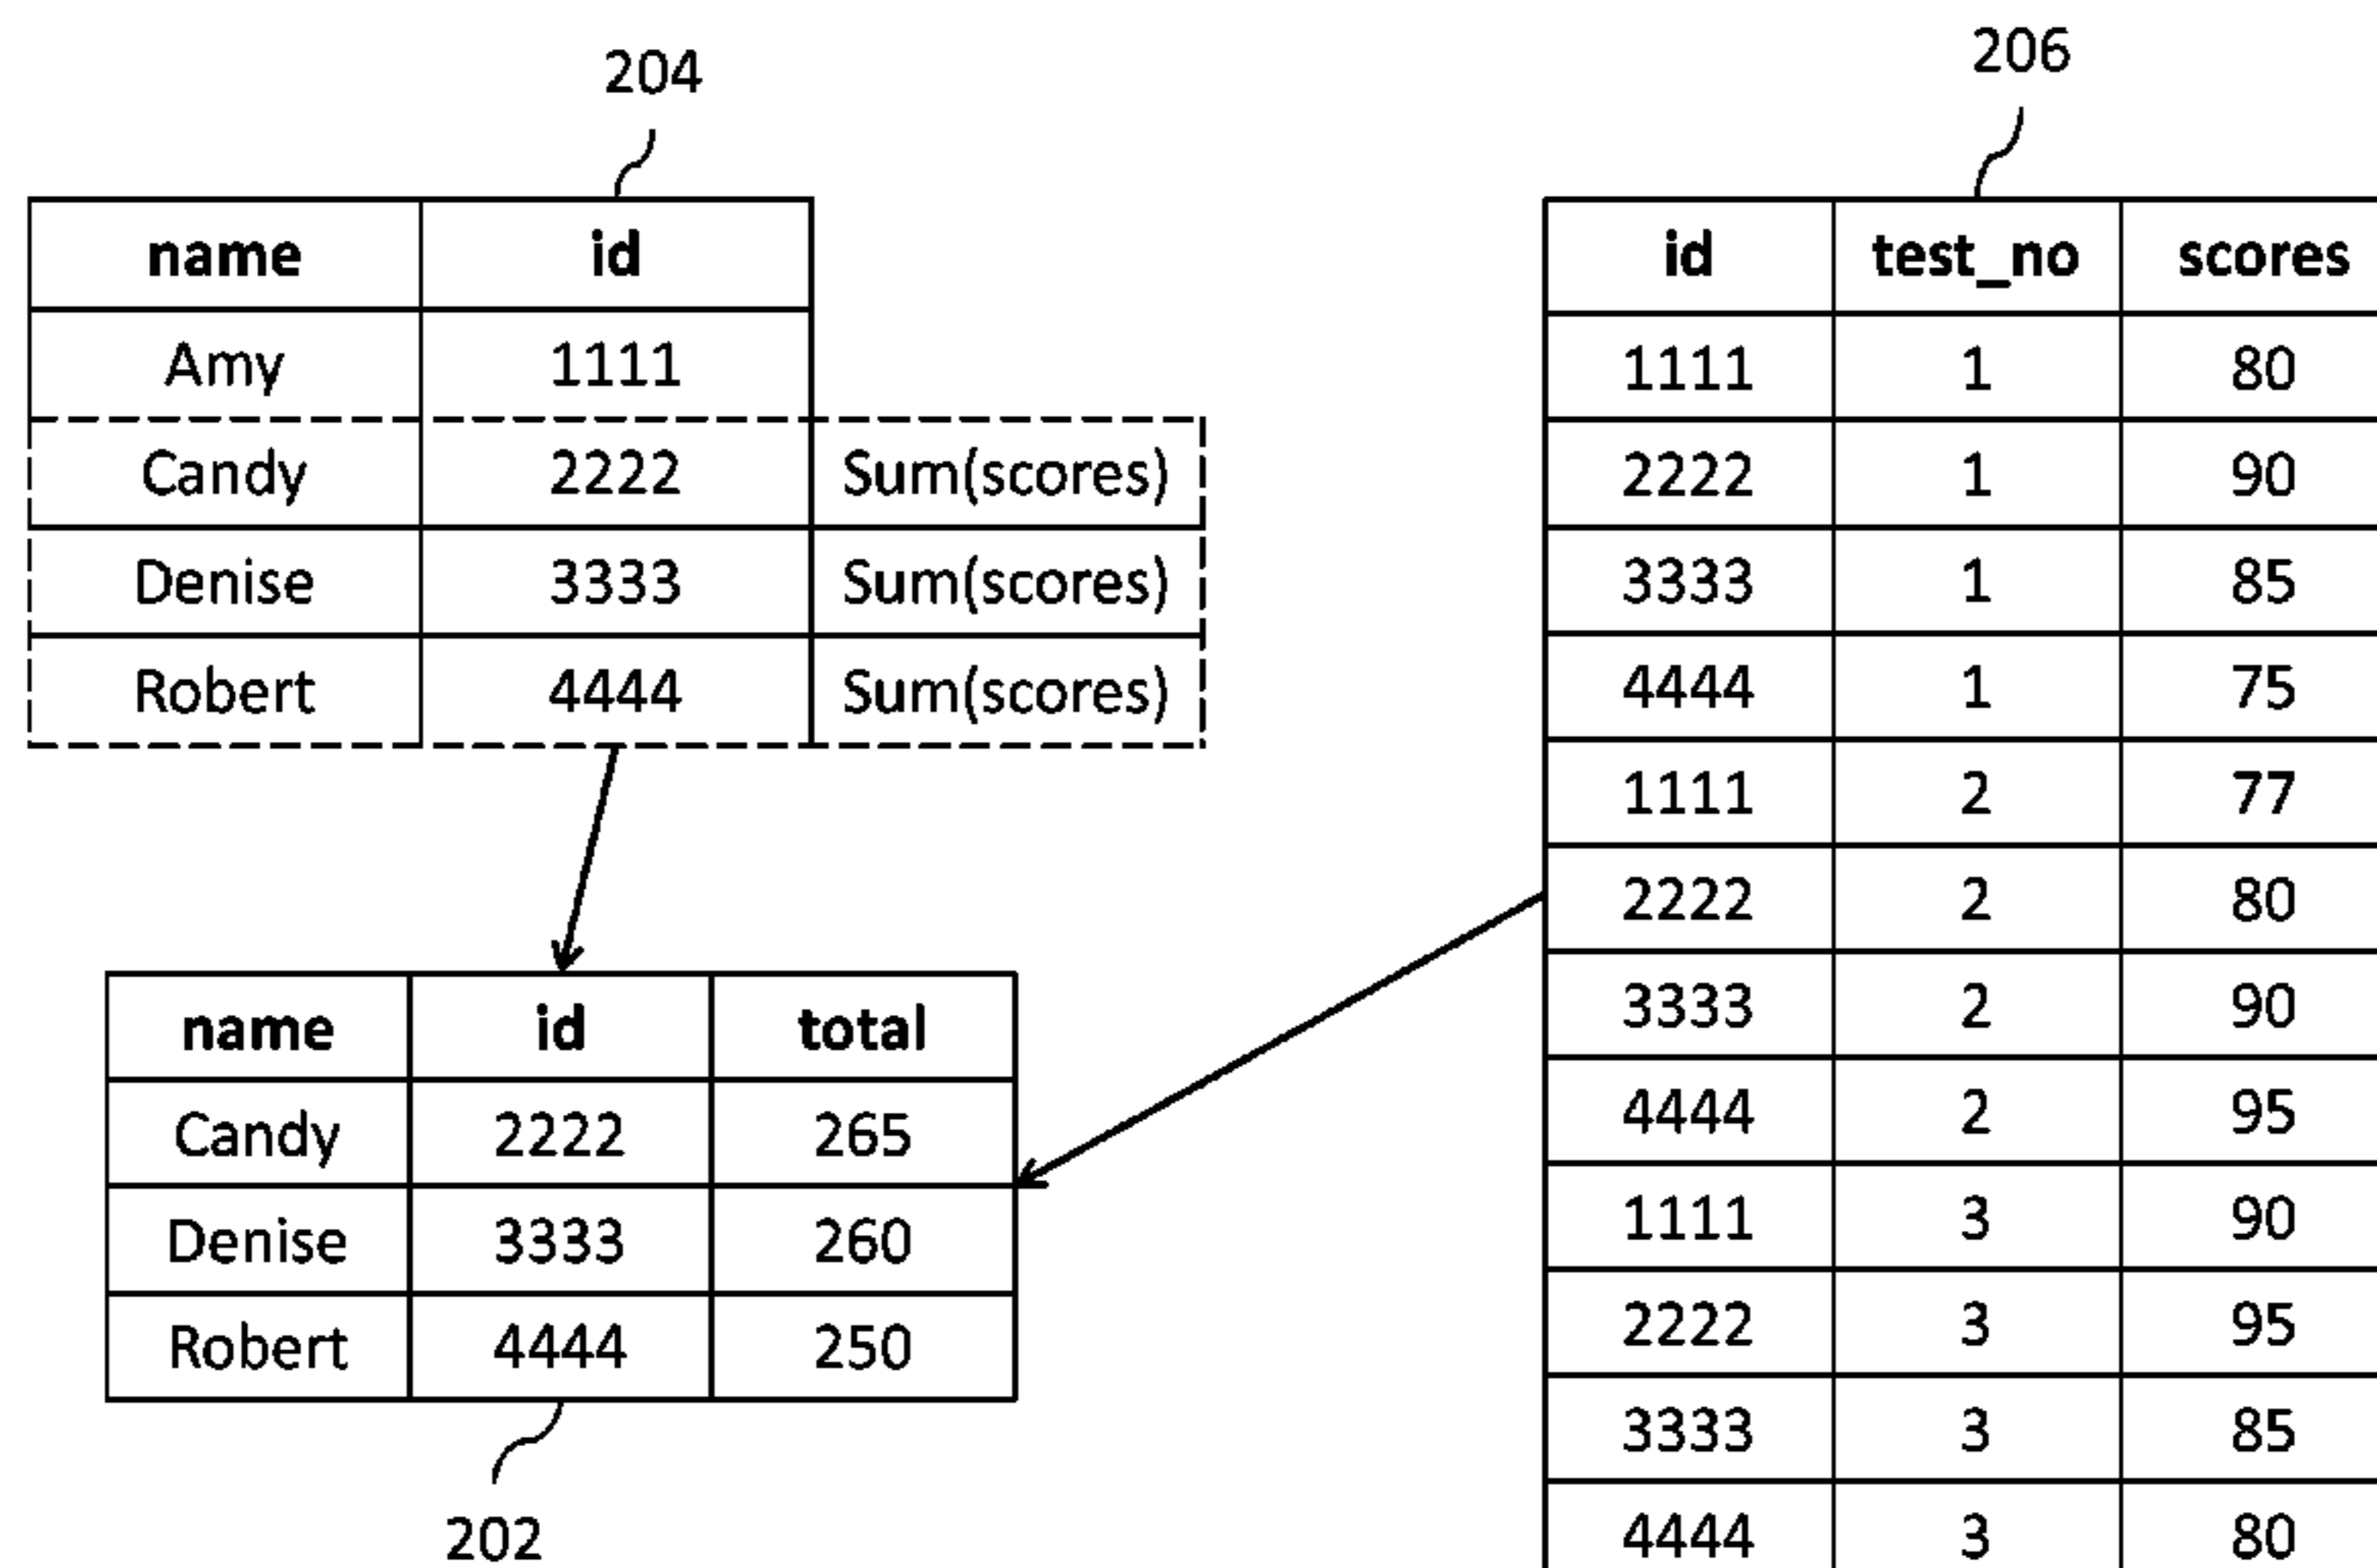 204
name id
Amy 1111
Candy 2222 Sum(scores)
Denise 3333 Sum(scores)
Robert 4444 Sum(scores)
name id total
Candy 2222 265
Denise 3333 260
Robert 4444 250
202
206
id test_no scores
1111 1 80
2222 1 90
3333 1 85
4444 1 75
1111 2 77
2222 2 80
3333 2 90
4444 2 95
1111 3 90
2222 3 95
3333 3 85
4444 3 80